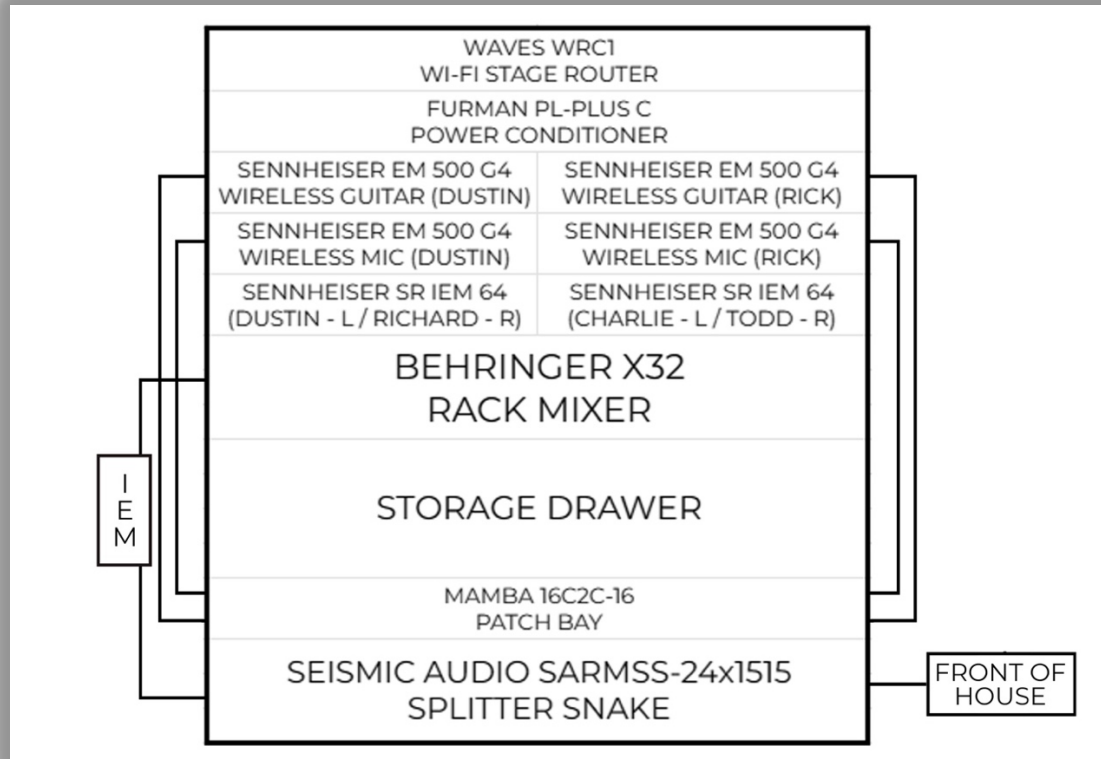 WAVES WRC1
WI-FI STAGE ROUTER
FURMAN PL-PLUS C
POWER CONDITIONER
SENNHEISER EM 500 G4
WIRELESS GUITAR (DUSTIN)
SENNHEISER EM 500 G4
WIRELESS GUITAR (RICK)
SENNHEISER EM 500 G4
WIRELESS MIC (DUSTIN)
SENNHEISER EM 500 G4
WIRELESS MIC (RICK)
SENNHEISER SR IEM 64
(DUSTIN - L / RICHARD - R)
SENNHEISER SR IEM 64
(CHARLIE - L / TODD - R)
BEHRINGER X32
RACK MIXER
I
E
M
STORAGE DRAWER
MAMBA 16C2C-16
PATCH BAY
SEISMIC AUDIO SARMSS-24x1515
SPLITTER SNAKE
FRONT OF
HOUSE